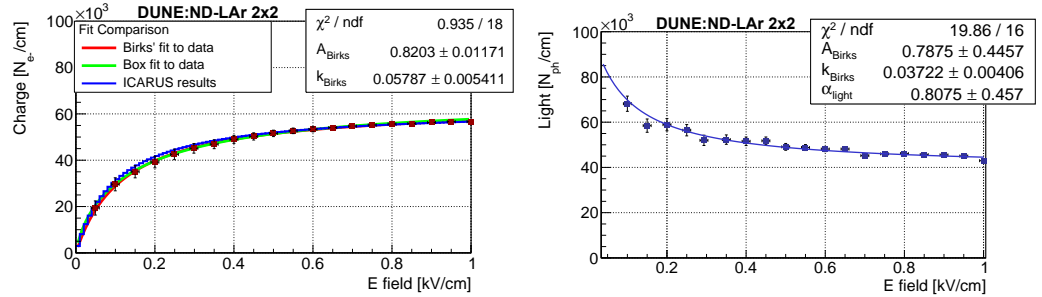 ×10³
DUNE:ND-LAr 2x2
Fit Comparison
Birks' fit to data
Box fit to data
ICARUS results
χ² / ndf 0.935 / 18
A_Birks 0.8203 ± 0.01171
k_Birks 0.05787 ± 0.005411
Charge [N_e-/cm]
100
80
60
40
20
0
0 0.2 0.4 0.6 0.8 1
E field [kV/cm]
×10³
DUNE:ND-LAr 2x2
χ² / ndf 19.86 / 16
A_Birks 0.7875 ± 0.4457
k_Birks 0.03722 ± 0.00406
α_light 0.8075 ± 0.457
Light [N_ph/cm]
100
80
60
40
20
0
0.2 0.4 0.6 0.8 1
E field [kV/cm]